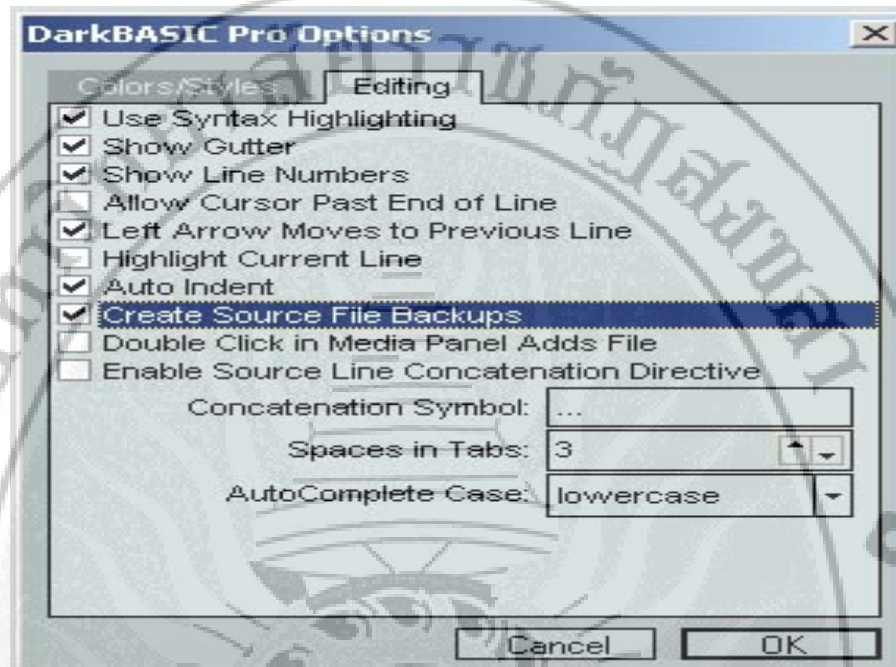 DarkBASIC Pro Options
Colors/Styles Editing
Use Syntax Highlighting
Show Gutter
Show Line Numbers
Allow Cursor Past End of Line
Left Arrow Moves to Previous Line
Highlight Current Line
Auto Indent
Create Source File Backups
Double Click in Media Panel Adds File
Enable Source Line Concatenation Directive
Concatenation Symbol: ...
Spaces in Tabs: 3
AutoComplete Case: lowercase
Cancel OK